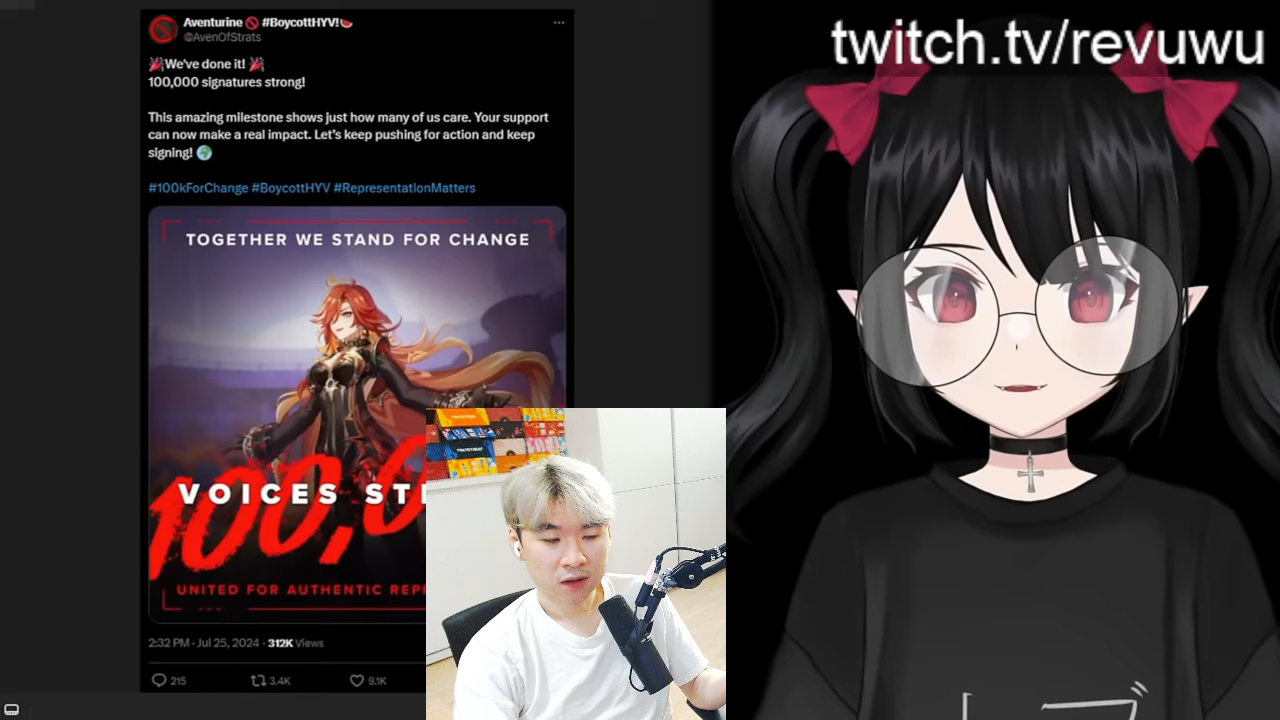 Aventurine 🚫 #BoycottHYV!🍉
@AvenOfStrats
🎉We've done it! 🎉
100,000 signatures strong!
This amazing milestone shows just how many of us care. Your support
can now make a real impact. Let's keep pushing for action and keep
signing! 🌍
#100kForChange #BoycottHYV #RepresentationMatters
TOGETHER WE STAND FOR CHANGE
100,0
VOICES ST
UNITED FOR AUTHENTIC REP
2:32 PM · Jul 25, 2024 · 312K Views
215 3.4K 9.1K
twitch.tv/revuwu